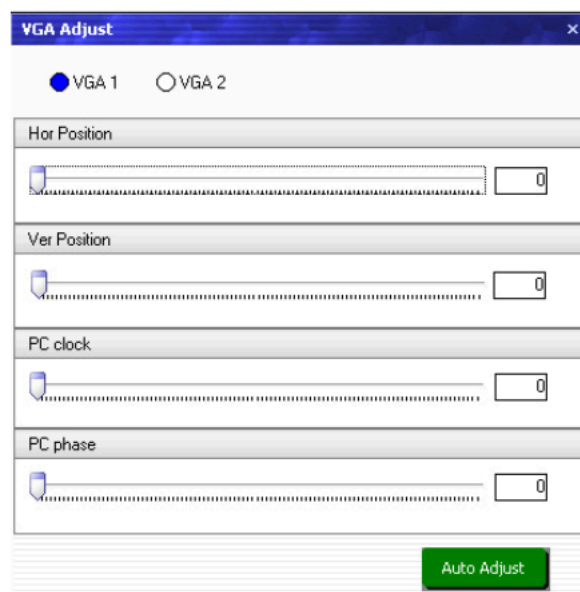 VGA Adjust ×
VGA 1 VGA 2
Hor Position
0
Ver Position
0
PC clock
0
PC phase
0
Auto Adjust